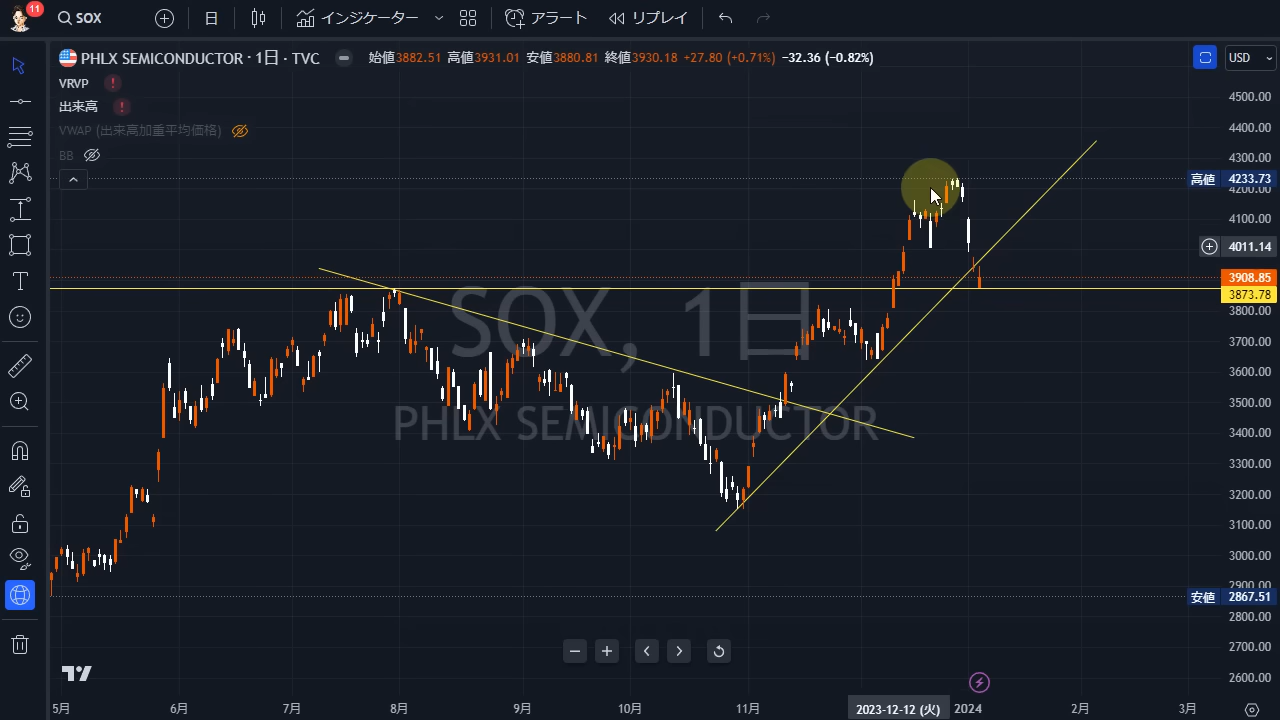 11
SOX
日
インジケーター
アラート
リプレイ
PHLX SEMICONDUCTOR · 1日 · TVC
始値3882.51 高値3931.01 安値3880.81 終値3930.18 +27.80 (+0.71%) −32.36 (−0.82%)
USD
VRVP !
出来高 !
VWAP (出来高加重平均価格)
BB
SOX, 1日
PHLX SEMICONDUCTOR
4500.00
4400.00
4300.00
高値 4233.73
4200.00
4100.00
4011.14
3908.85
3873.78
3800.00
3700.00
3600.00
3500.00
3400.00
3300.00
3200.00
3100.00
3000.00
2900.00
安値 2867.51
2800.00
2700.00
2600.00
5月
6月
7月
8月
9月
10月
11月
2023-12-12 (火)
2024
2月
3月